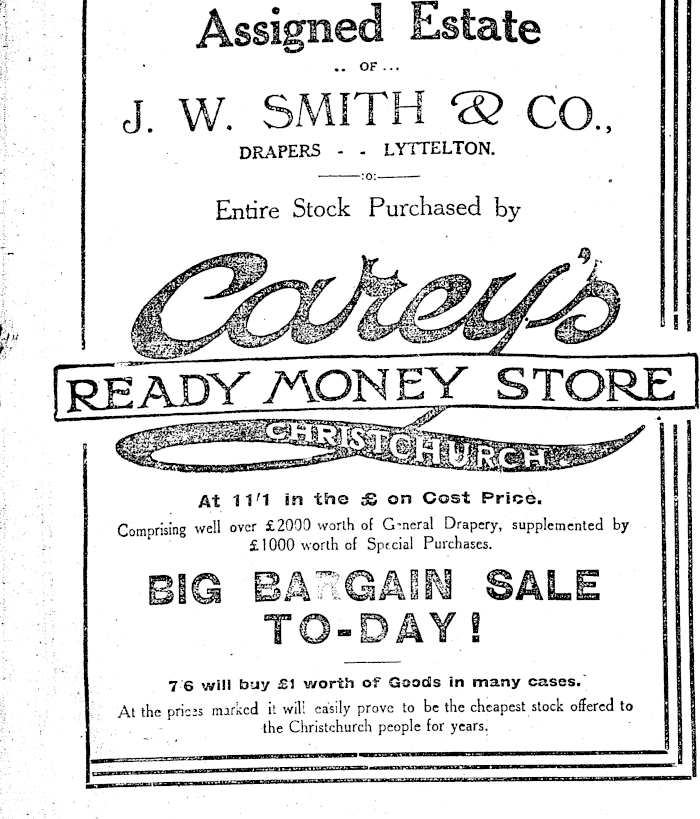 Assigned Estate
.. OF ...
J. W. SMITH & CO.,
DRAPERS - - LYTTELTON.
:o:
Entire Stock Purchased by
Carey's
READY MONEY STORE
CHRISTCHURCH.
At 11/1 in the £ on Cost Price.
Comprising well over £2000 worth of General Drapery, supplemented by
£1000 worth of Special Purchases.
BIG BARGAIN SALE
TO-DAY!
7/6 will buy £1 worth of Goods in many cases.
At the prices marked it will easily prove to be the cheapest stock offered to
the Christchurch people for years.